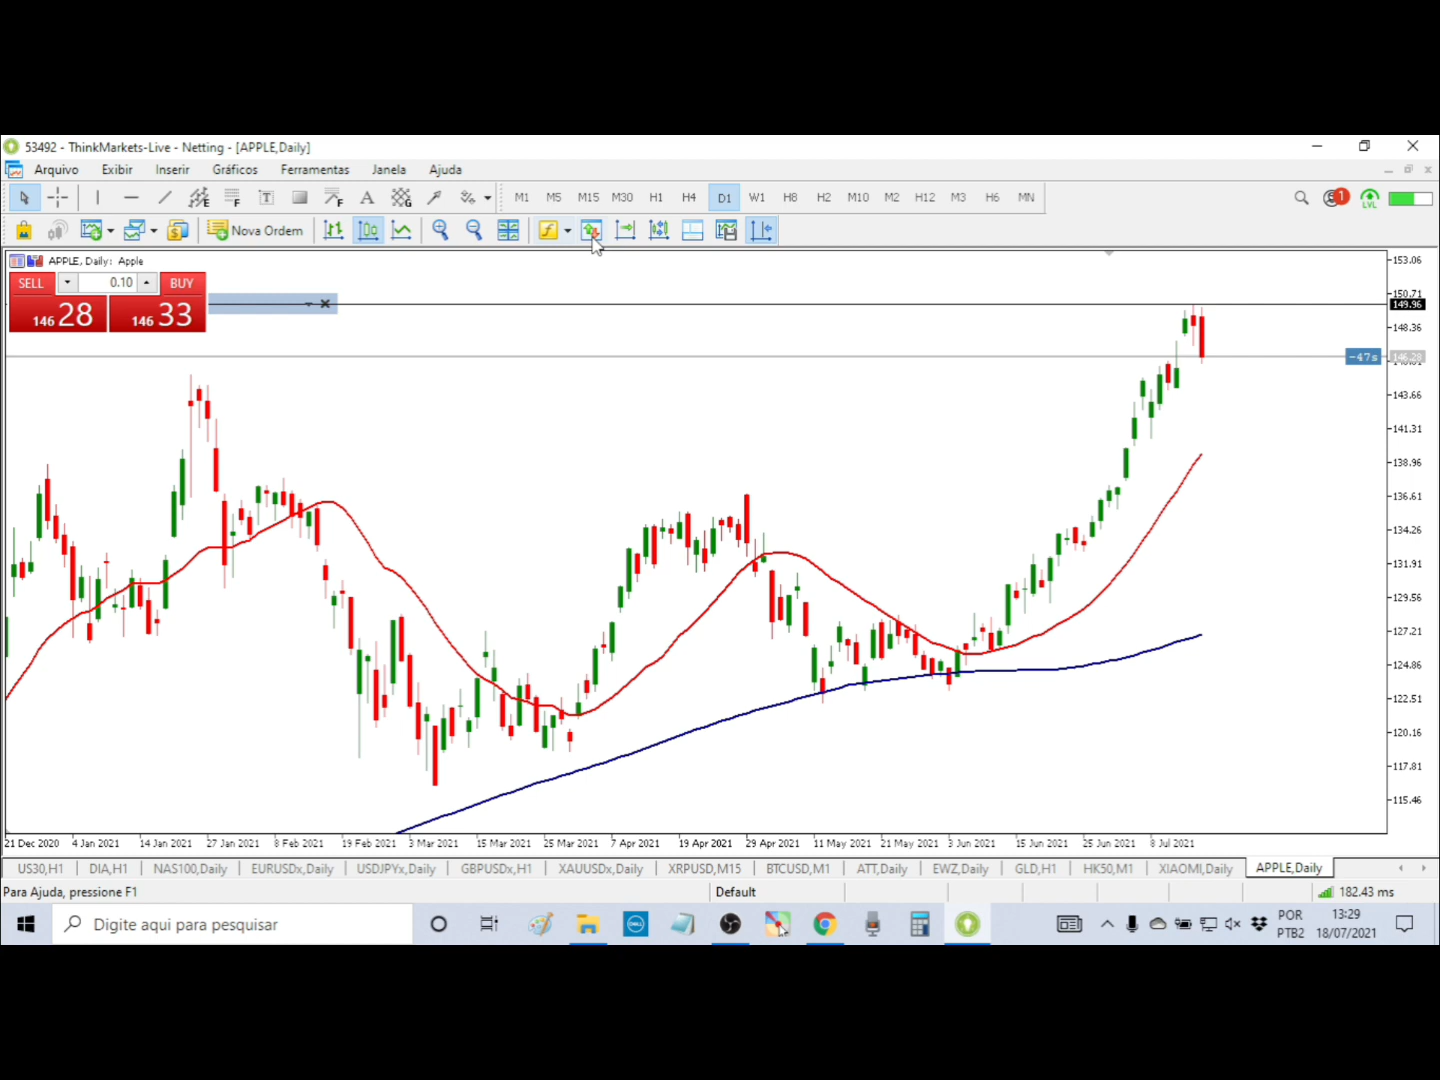 53492 - ThinkMarkets-Live - Netting - [APPLE,Daily]
Arquivo Exibir Inserir Gráficos Ferramentas Janela Ajuda
E F T F A G M1 M5 M15 M30 H1 H4 D1 W1 H8 H2 M10 M2 H12 M3 H6 MN 1 LVL
$ Nova Ordem f
APPLE, Daily: Apple
SELL 0.10 BUY
146 28 146 33
153.06
150.71
149.96
148.36
-47s 146.28
143.66
141.31
138.96
136.61
134.26
131.91
129.56
127.21
124.86
122.51
120.16
117.81
115.46
21 Dec 2020 4 Jan 2021 14 Jan 2021 27 Jan 2021 8 Feb 2021 19 Feb 2021 3 Mar 2021 15 Mar 2021 25 Mar 2021 7 Apr 2021 19 Apr 2021 29 Apr 2021 11 May 2021 21 May 2021 3 Jun 2021 15 Jun 2021 25 Jun 2021 8 Jul 2021
US30,H1 DIA,H1 NAS100,Daily EURUSDx,Daily USDJPYx,Daily GBPUSDx,H1 XAUUSDx,Daily XRPUSD,M15 BTCUSD,M1 ATT,Daily EWZ,Daily GLD,H1 HK50,M1 XIAOMI,Daily APPLE,Daily
Para Ajuda, pressione F1 Default 182.43 ms
Digite aqui para pesquisar DELL POR 13:29
PTB2 18/07/2021